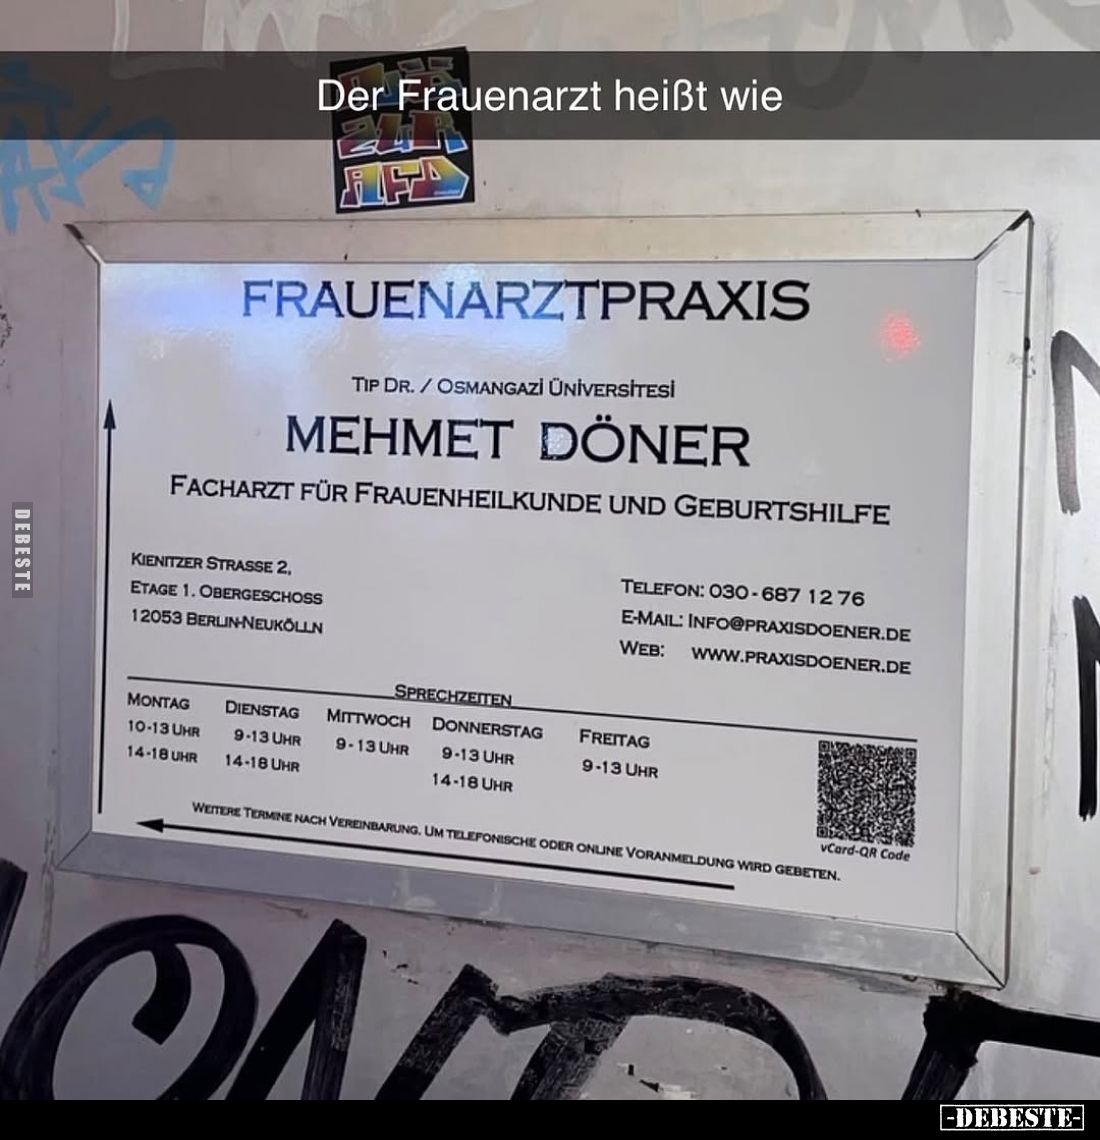 Der Frauenarzt heißt wie
ZUR
AFD
FRAUENARZTPRAXIS
TIP DR. / OSMANGAZİ ÜNİVERSİTESİ
MEHMET DÖNER
FACHARZT FÜR FRAUENHEILKUNDE UND GEBURTSHILFE
KIENITZER STRASSE 2,
ETAGE 1. OBERGESCHOSS
12053 BERLIN-NEUKÖLLN
TELEFON: 030-687 12 76
E-MAIL: INFO@PRAXISDOENER.DE
WEB: WWW.PRAXISDOENER.DE
SPRECHZEITEN
MONTAG DIENSTAG MITTWOCH DONNERSTAG FREITAG
10-13 UHR 9-13 UHR 9-13 UHR 9-13 UHR 9-13 UHR
14-18 UHR 14-18 UHR 14-18 UHR
WEITERE TERMINE NACH VEREINBARUNG. UM TELEFONISCHE ODER ONLINE VORANMELDUNG WIRD GEBETEN.
vCard-QR Code
DEBESTE
-DEBESTE-